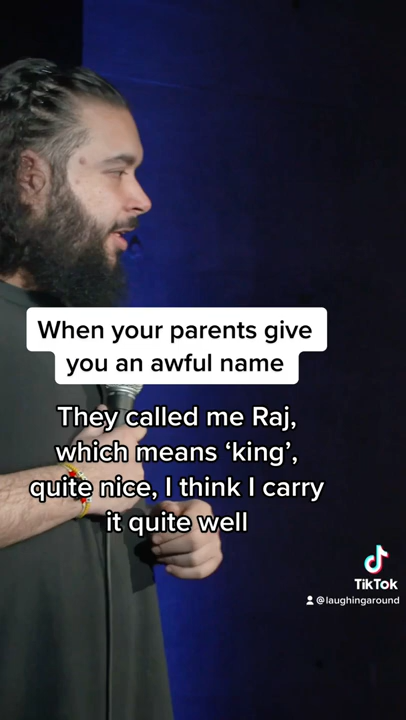 When your parents give
you an awful name
They called me Raj,
which means ‘king’,
quite nice, I think I carry
it quite well
TikTok
@laughingaround